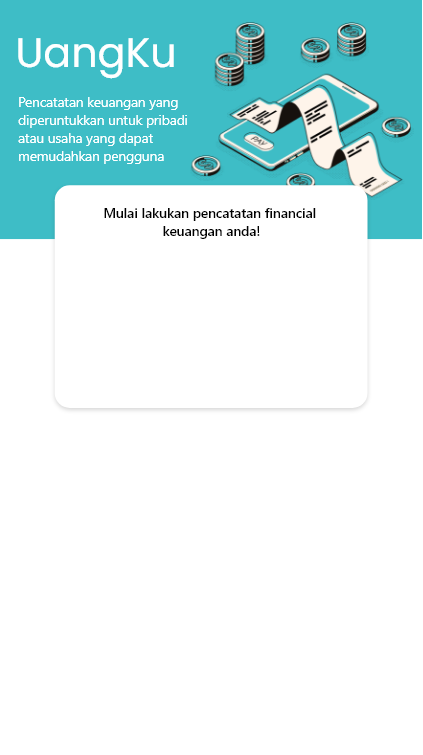 UangKu
Pencatatan keuangan yang
diperuntukkan untuk pribadi
atau usaha yang dapat
memudahkan pengguna
PAY
Mulai lakukan pencatatan financial
keuangan anda!